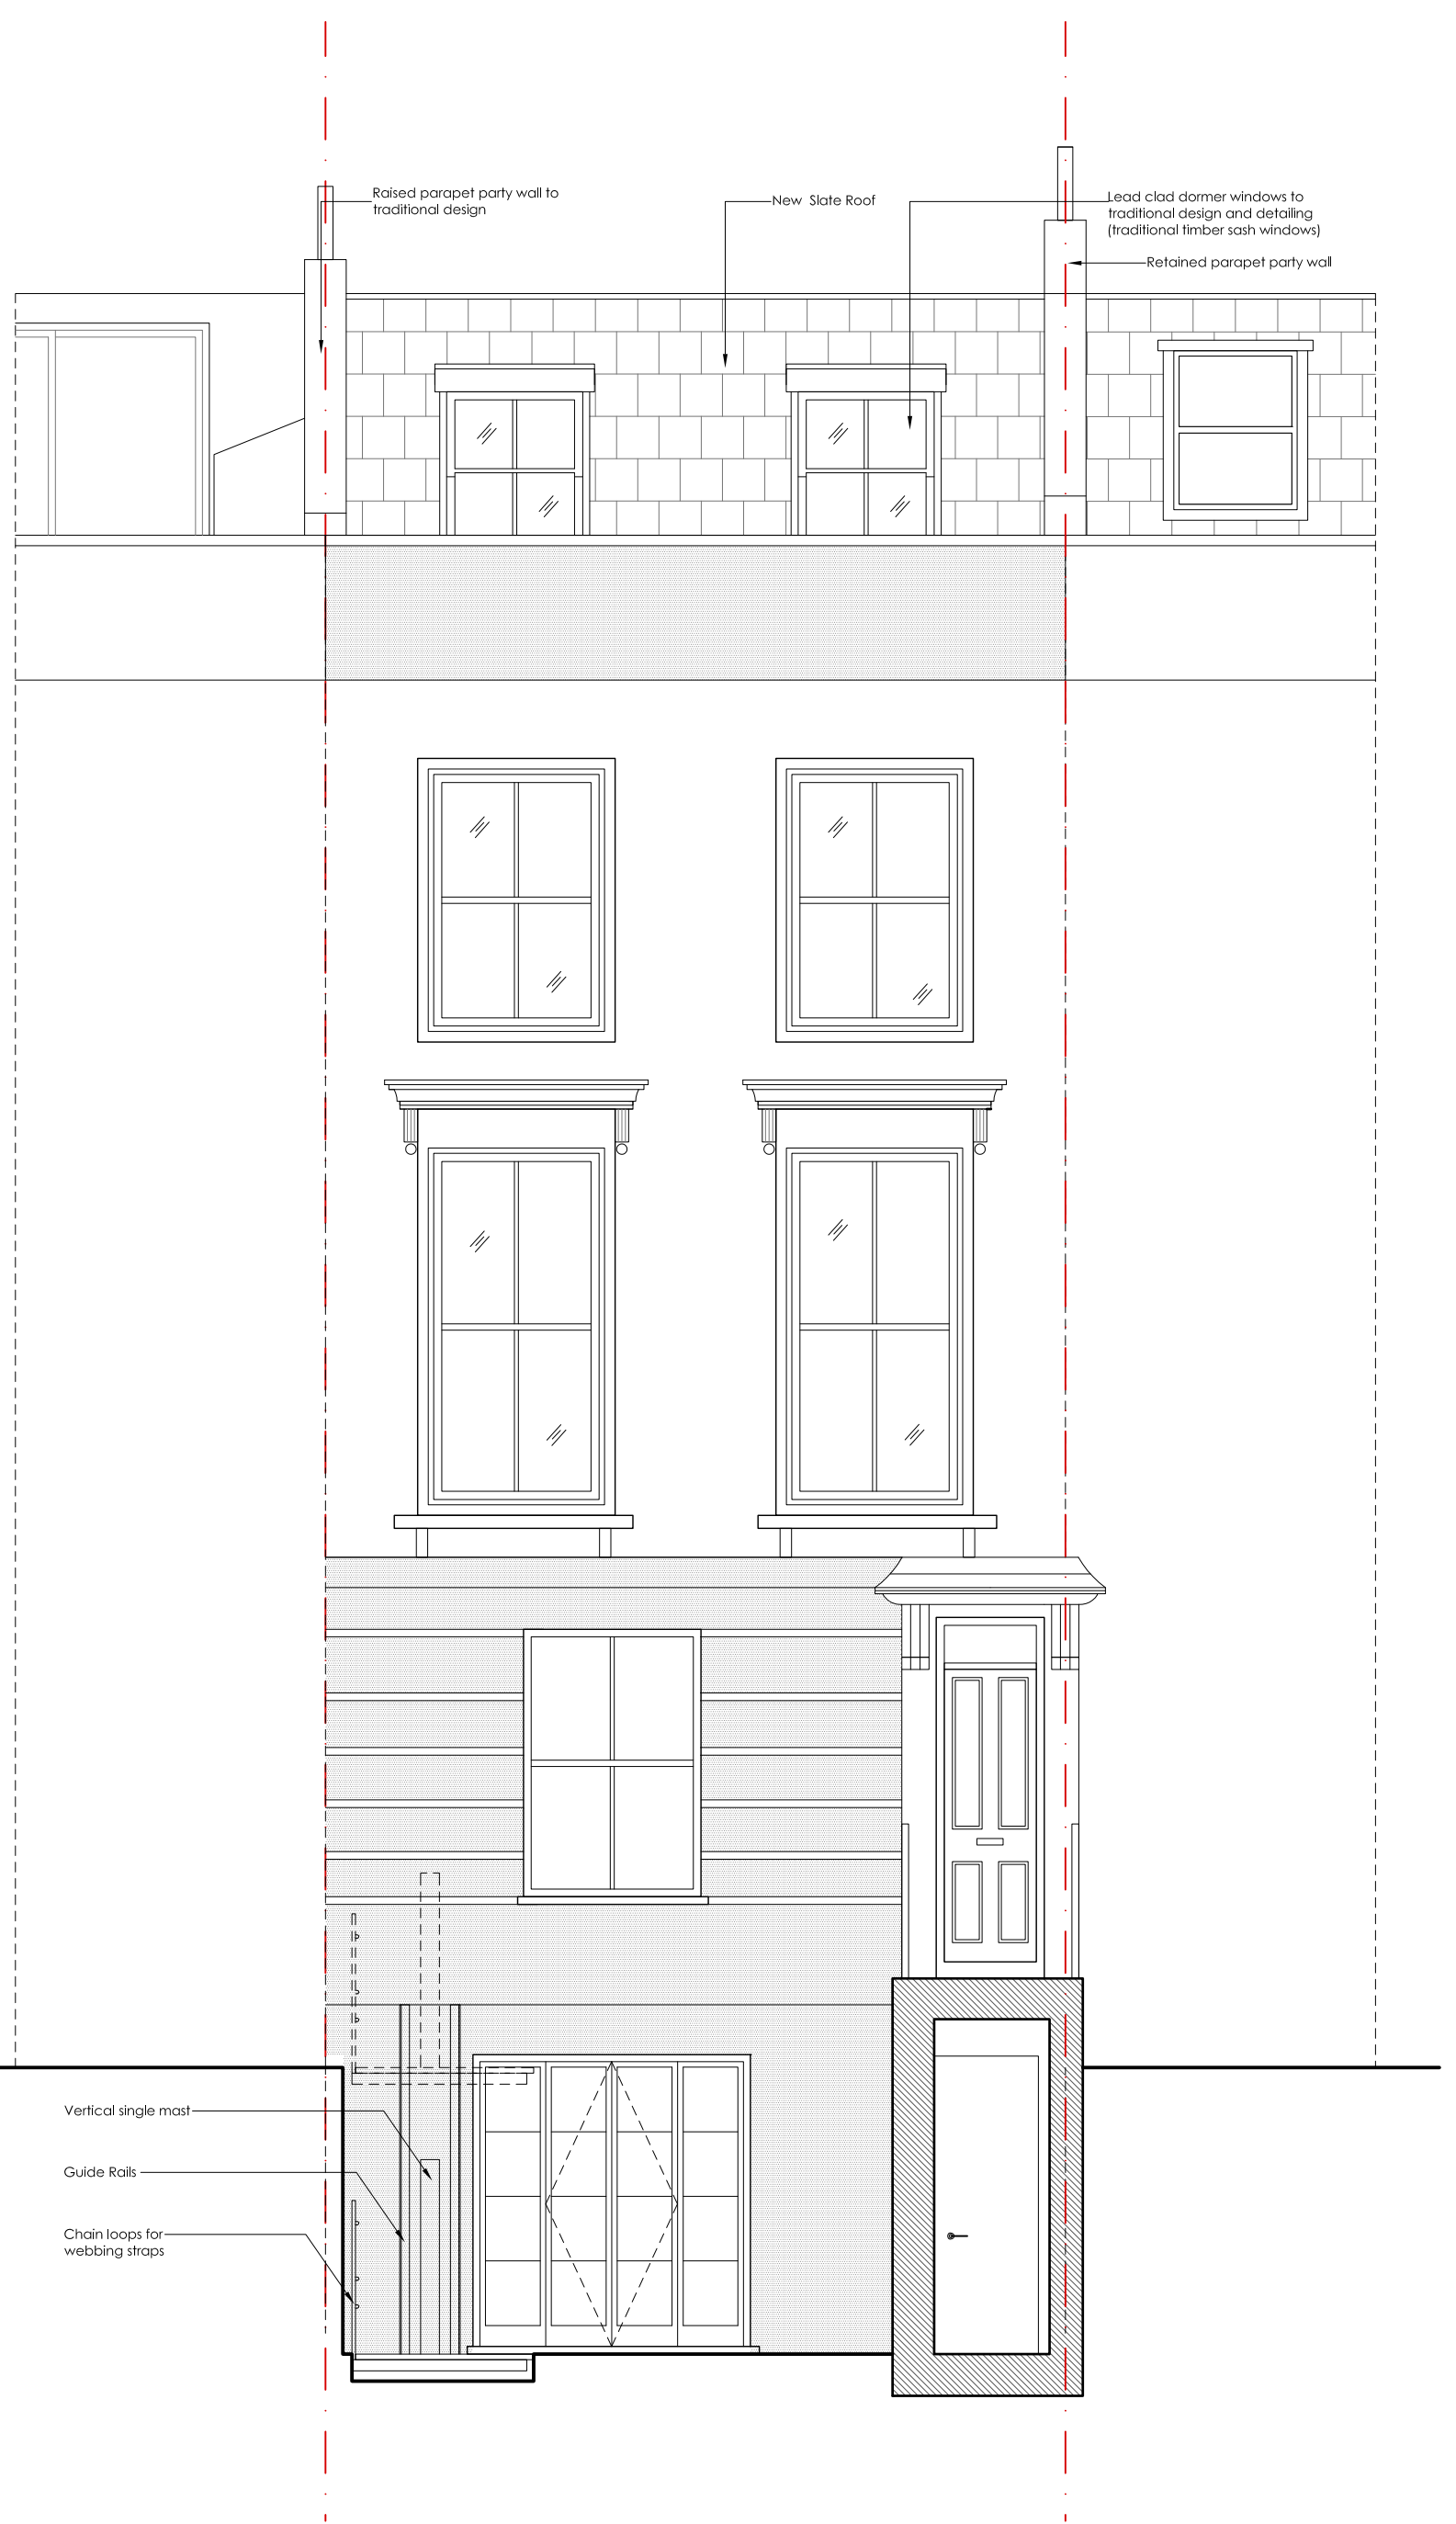 Raised parapet party wall to
traditional design
New Slate Roof
Lead clad dormer windows to
traditional design and detailing
(traditional timber sash windows)
Retained parapet party wall
Vertical single mast
Guide Rails
Chain loops for
webbing straps